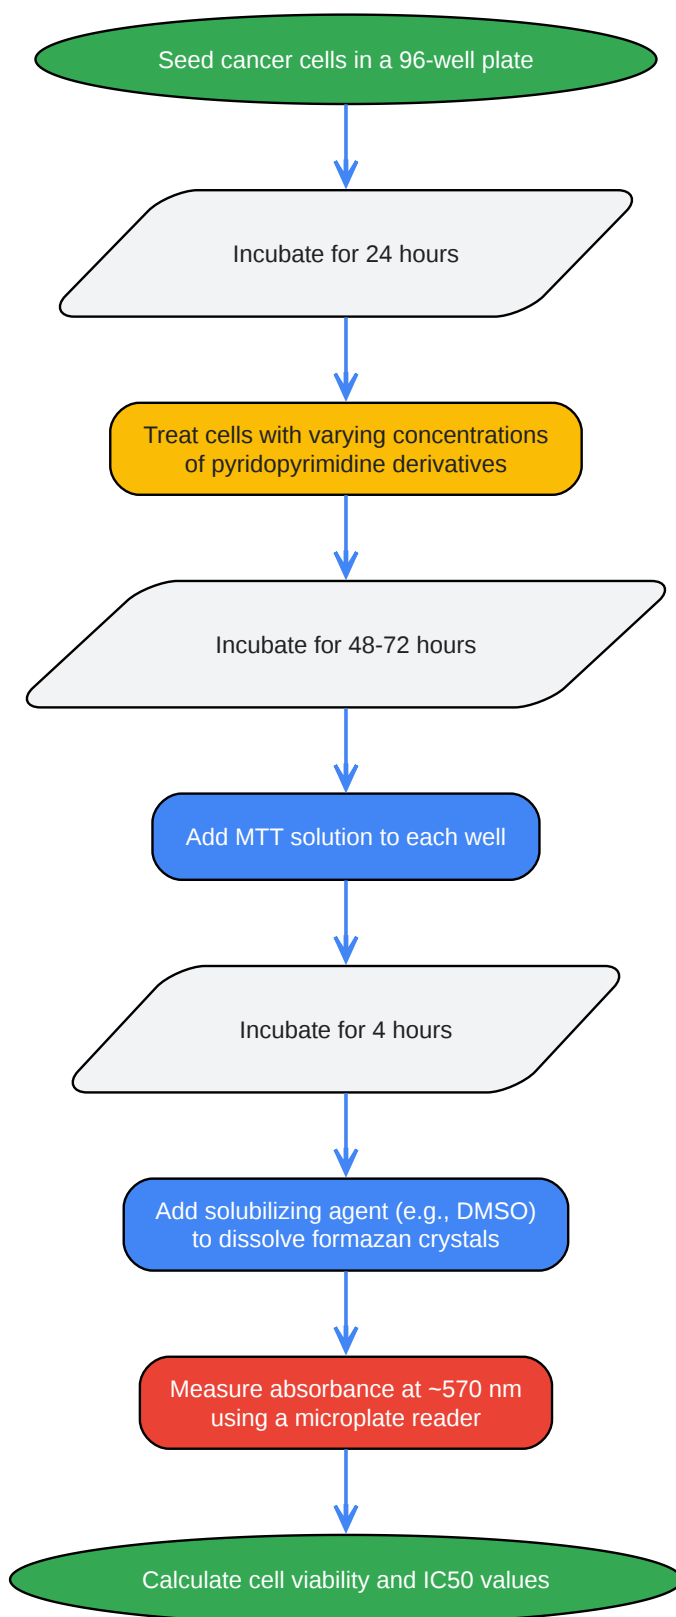 Seed cancer cells in a 96-well plate
Incubate for 24 hours
Treat cells with varying concentrations
of pyridopyrimidine derivatives
Incubate for 48-72 hours
Add MTT solution to each well
Incubate for 4 hours
Add solubilizing agent (e.g., DMSO)
to dissolve formazan crystals
Measure absorbance at ~570 nm
using a microplate reader
Calculate cell viability and IC50 values